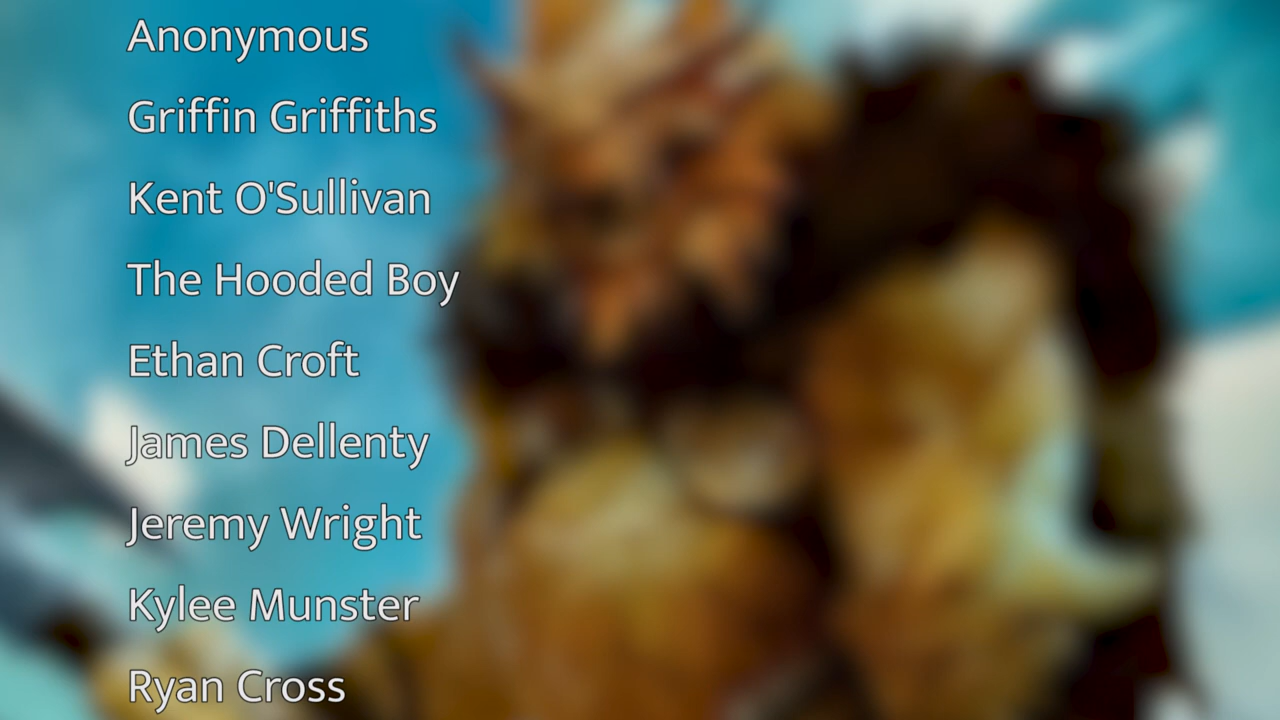 Anonymous
Griffin Griffiths
Kent O'Sullivan
The Hooded Boy
Ethan Croft
James Dellenty
Jeremy Wright
Kylee Munster
Ryan Cross